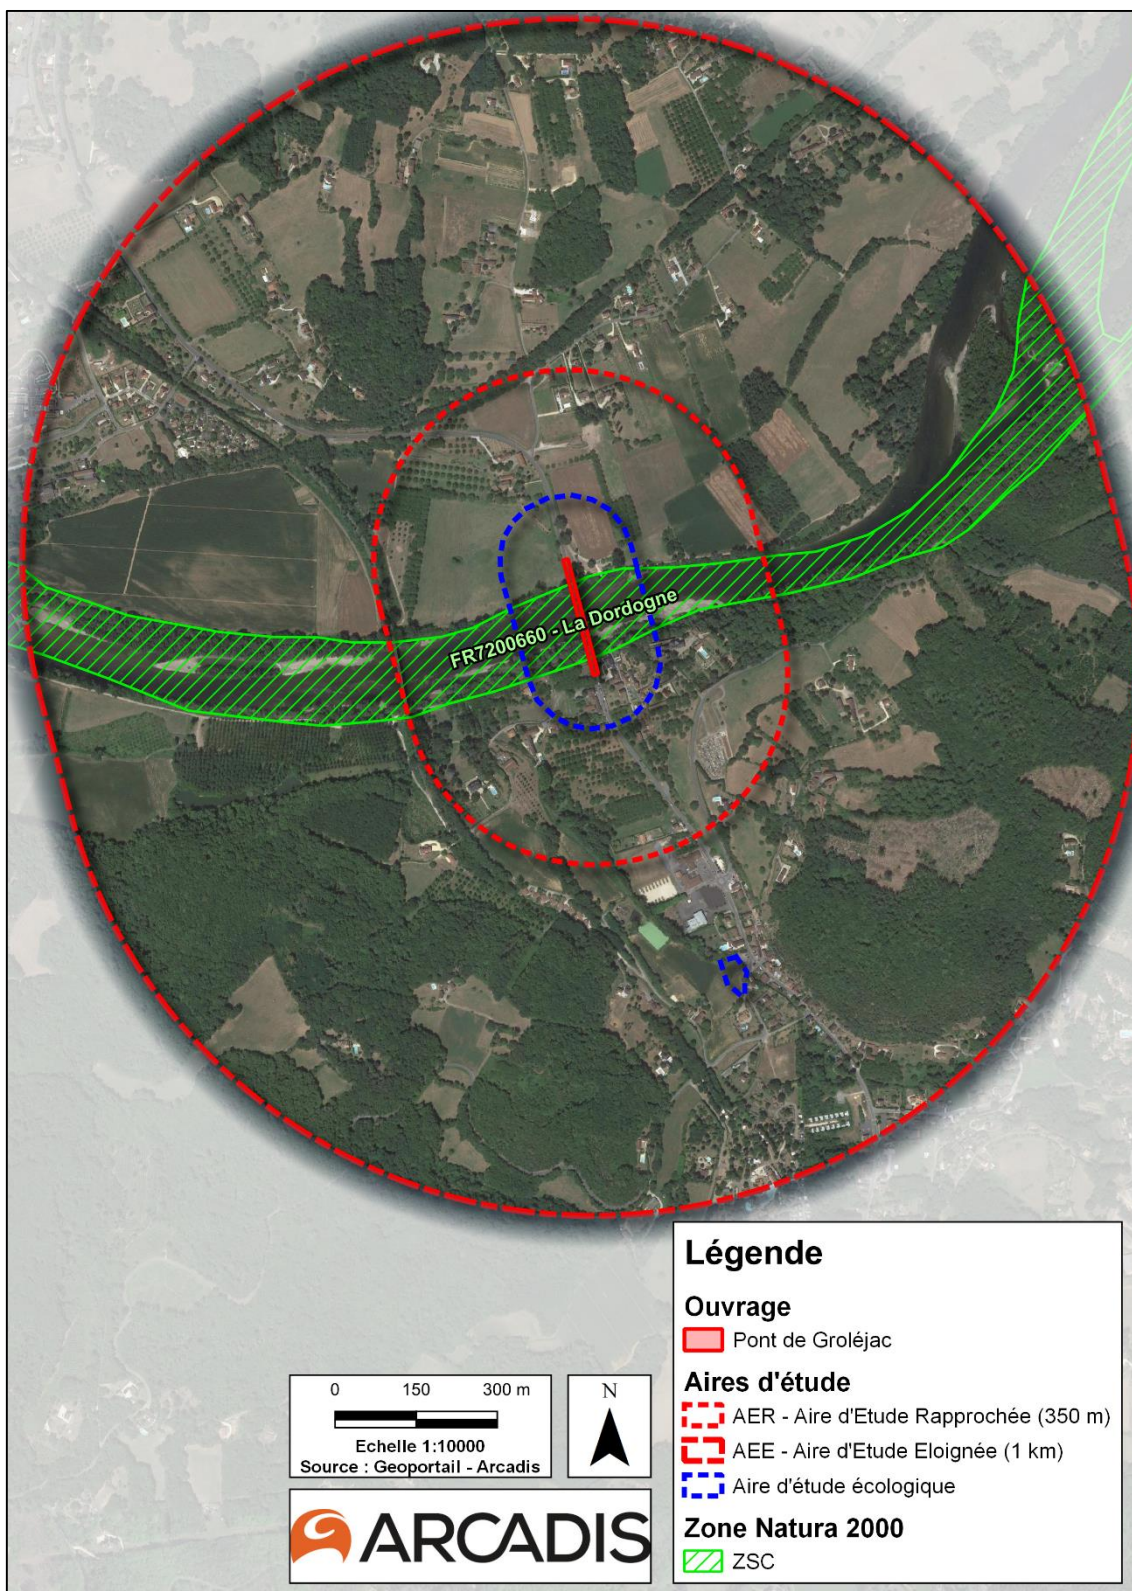 FR7200660 - La Dordogne
Légende
Ouvrage
Pont de Groléjac
Aires d'étude
AER - Aire d'Etude Rapprochée (350 m)
AEE - Aire d'Etude Eloignée (1 km)
Aire d'étude écologique
Zone Natura 2000
ZSC
0 150 300 m
Echelle 1:10000
Source : Geoportail - Arcadis
N
ARCADIS